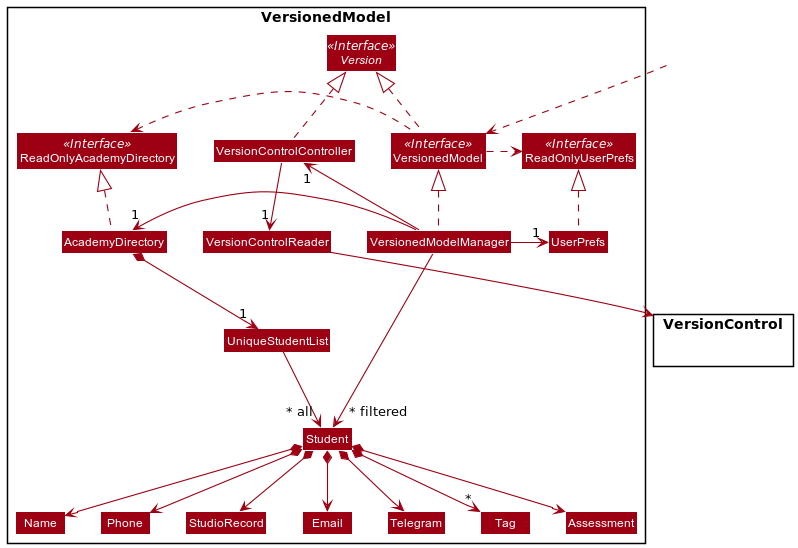 VersionedModel
«Interface»
Version
«Interface»
ReadOnlyAcademyDirectory
VersionControlController
«Interface»
VersionedModel
«Interface»
ReadOnlyUserPrefs
1
1
1
1
AcademyDirectory
VersionControlReader
VersionedModelManager
UserPrefs
1
VersionControl
UniqueStudentList
* all
* filtered
Student
*
Name
Phone
StudioRecord
Email
Telegram
Tag
Assessment